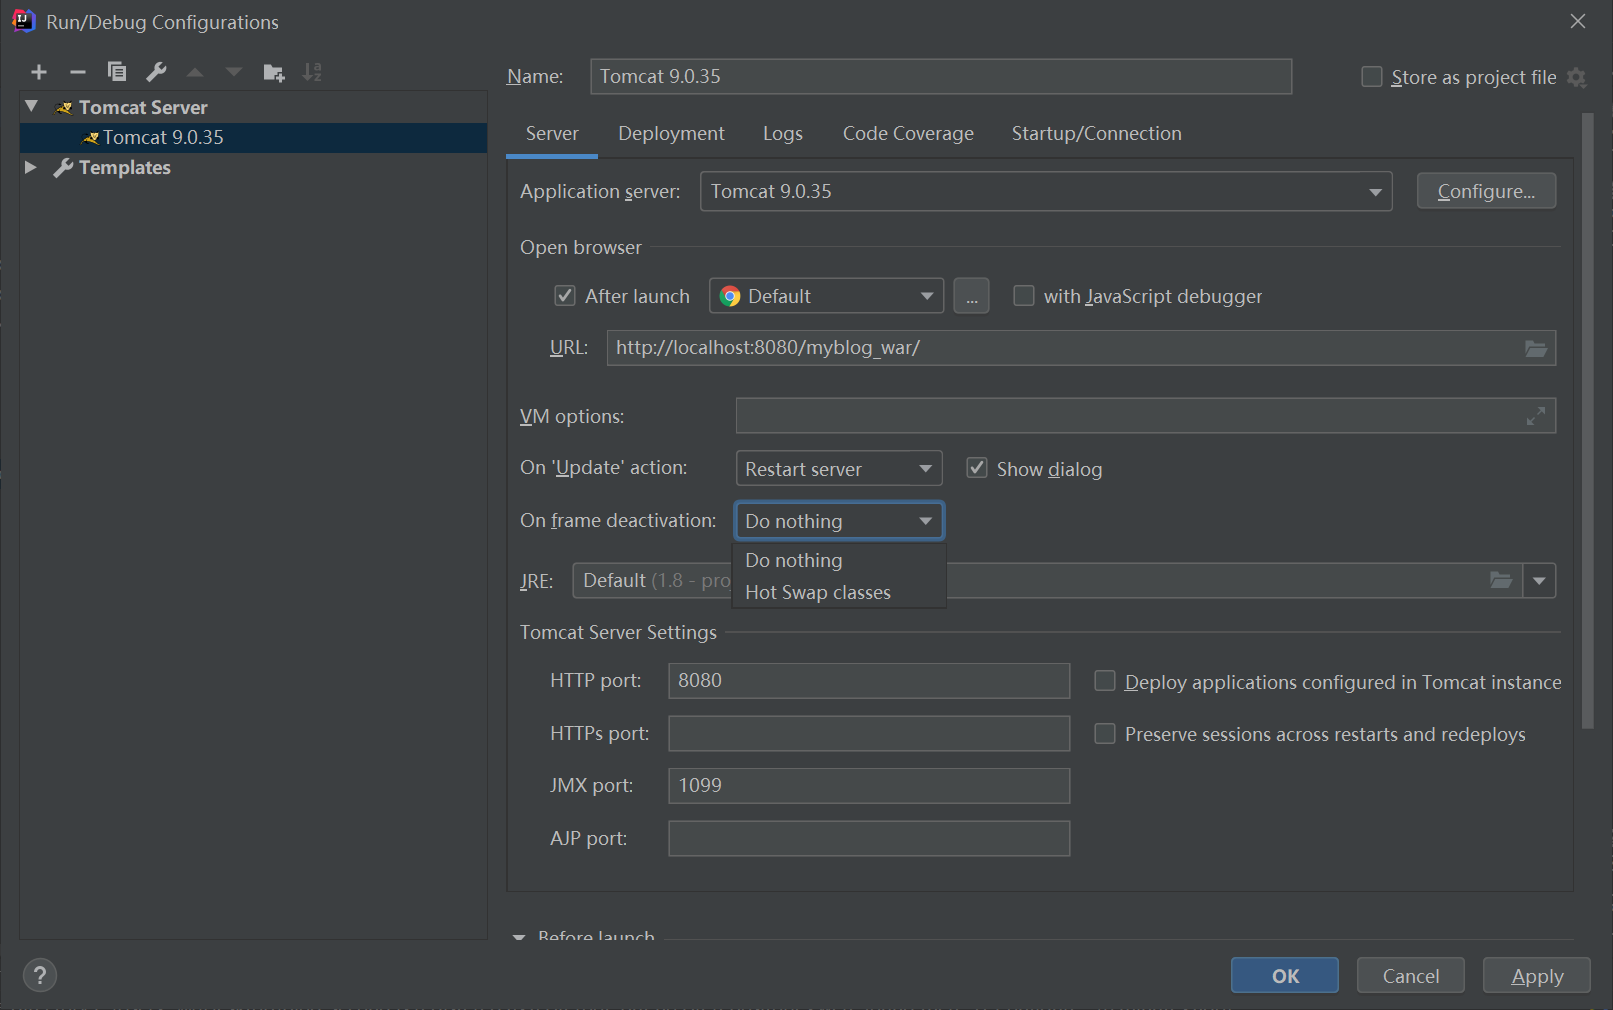 Run/Debug Configurations
Name: Tomcat 9.0.35 Store as project file
Tomcat Server
Tomcat 9.0.35
Templates
Server Deployment Logs Code Coverage Startup/Connection
Application server: Tomcat 9.0.35 Configure...
Open browser
After launch Default ... with JavaScript debugger
URL: http://localhost:8080/myblog_war/
VM options:
On 'Update' action: Restart server Show dialog
On frame deactivation: Do nothing
Do nothing
Hot Swap classes
JRE: Default (1.8 - pro
Tomcat Server Settings
HTTP port: 8080 Deploy applications configured in Tomcat instance
HTTPs port: Preserve sessions across restarts and redeploys
JMX port: 1099
AJP port:
Before launch
? OK Cancel Apply